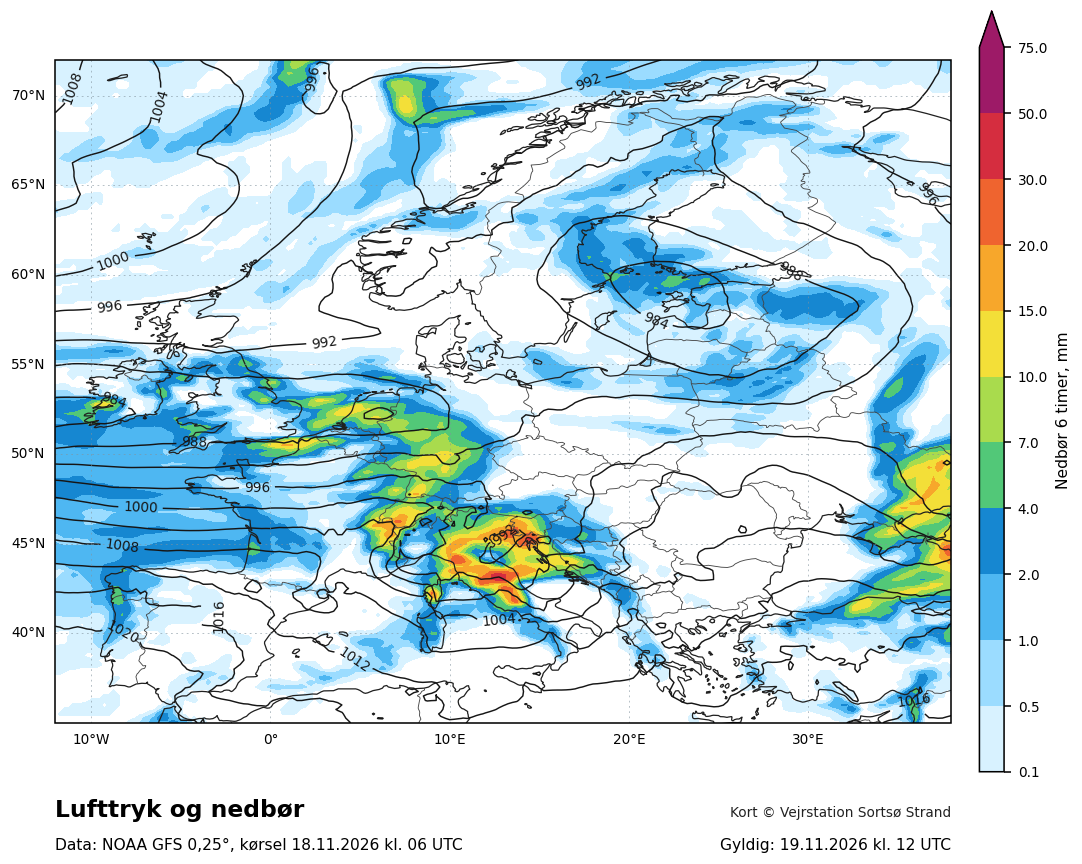 75.0
50.0
30.0
20.0
15.0
10.0
7.0
4.0
2.0
1.0
0.5
0.1
Nedbør 6 timer, mm
70°N
65°N
60°N
55°N
50°N
45°N
40°N
10°W
0°
10°E
20°E
30°E
1008
1004
996
992
1000
996
992
996
988
984
984
988
996
1000
1008
992
1004
1016
1020
1012
1016
Lufttryk og nedbør
Kort © Vejrstation Sortsø Strand
Data: NOAA GFS 0,25°, kørsel 18.11.2026 kl. 06 UTC
Gyldig: 19.11.2026 kl. 12 UTC